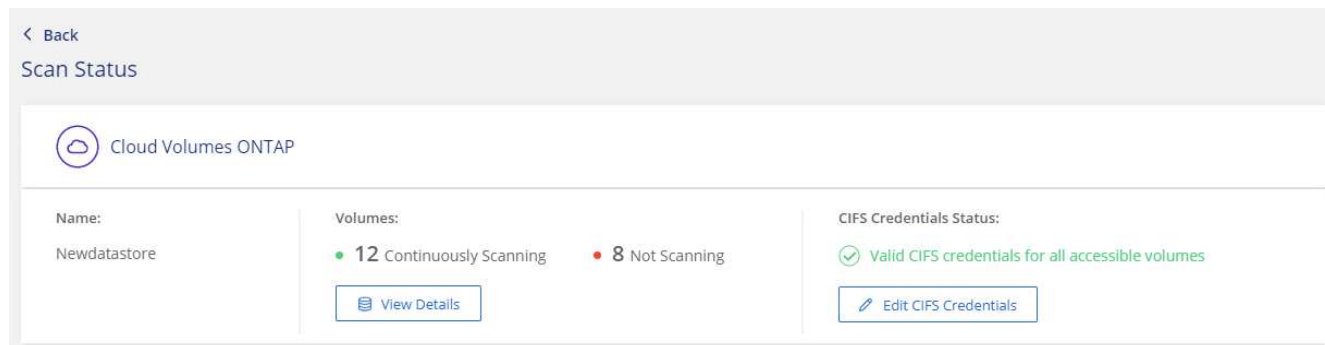 Back
Scan Status
Cloud Volumes ONTAP
Name:
Newdatastore
Volumes:
12 Continuously Scanning
8 Not Scanning
View Details
CIFS Credentials Status:
Valid CIFS credentials for all accessible volumes
Edit CIFS Credentials